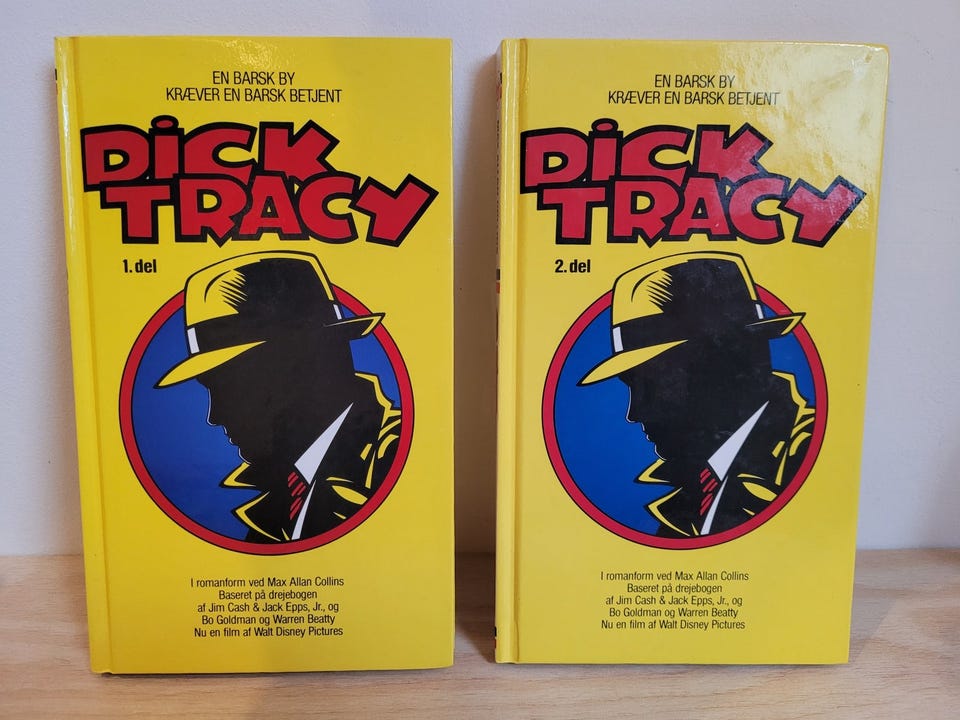 EN BARSK BY
KRÆVER EN BARSK BETJENT
DiCK
TRACY
1. del
I romanform ved Max Allan Collins
Baseret på drejebogen
af Jim Cash & Jack Epps, Jr., og
Bo Goldman og Warren Beatty
Nu en film af Walt Disney Pictures
EN BARSK BY
KRÆVER EN BARSK BETJENT
DiCK
TRACY
2. del
I romanform ved Max Allan Collins
Baseret på drejebogen
af Jim Cash & Jack Epps, Jr., og
Bo Goldman og Warren Beatty
Nu en film af Walt Disney Pictures